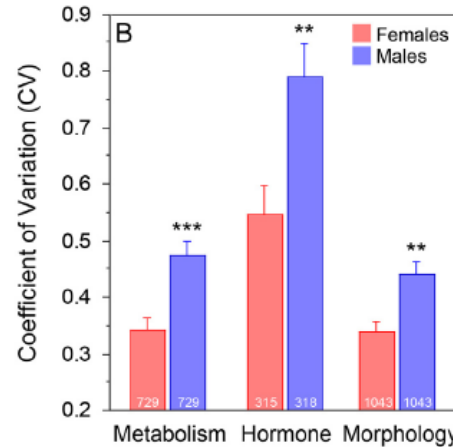 B
Females
Males
Coefficient of Variation (CV)
0.9
0.8
0.7
0.6
0.5
0.4
0.3
0.2
***
**
**
729 729 315 318 1043 1043
Metabolism Hormone Morphology